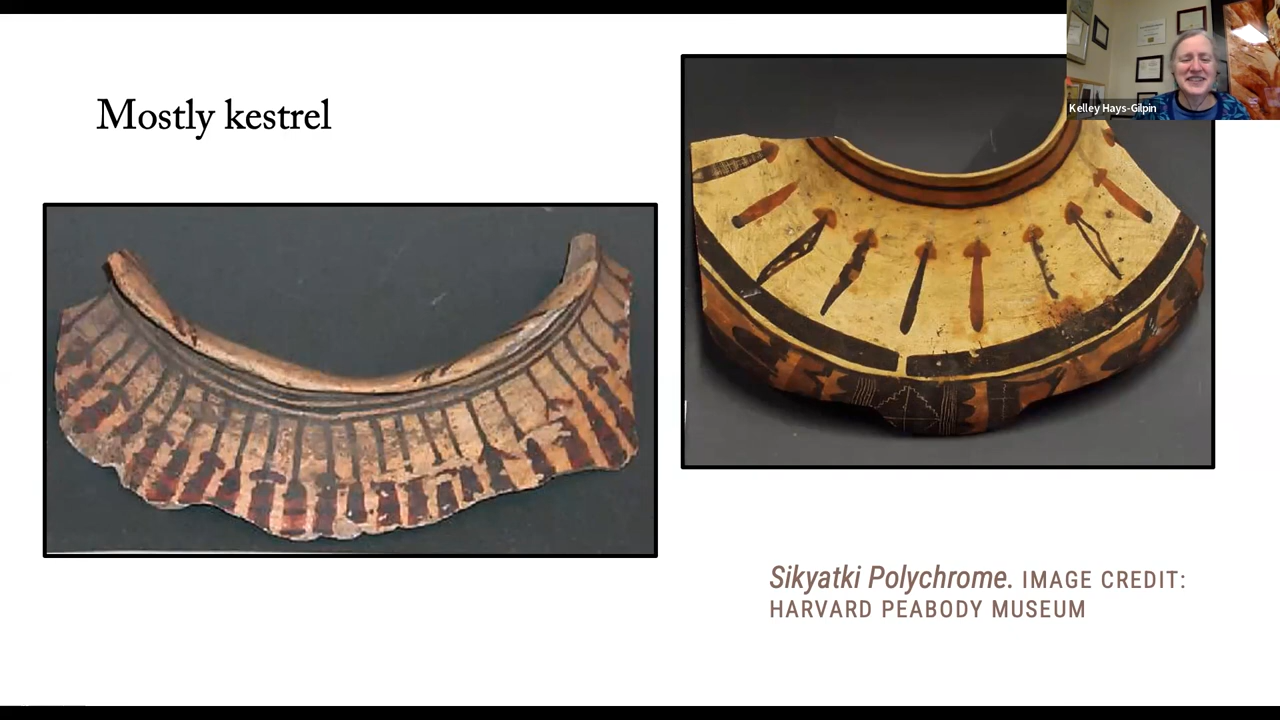 Mostly kestrel
Kelley Hays-Gilpin
Sikyatki Polychrome. IMAGE CREDIT:
HARVARD PEABODY MUSEUM